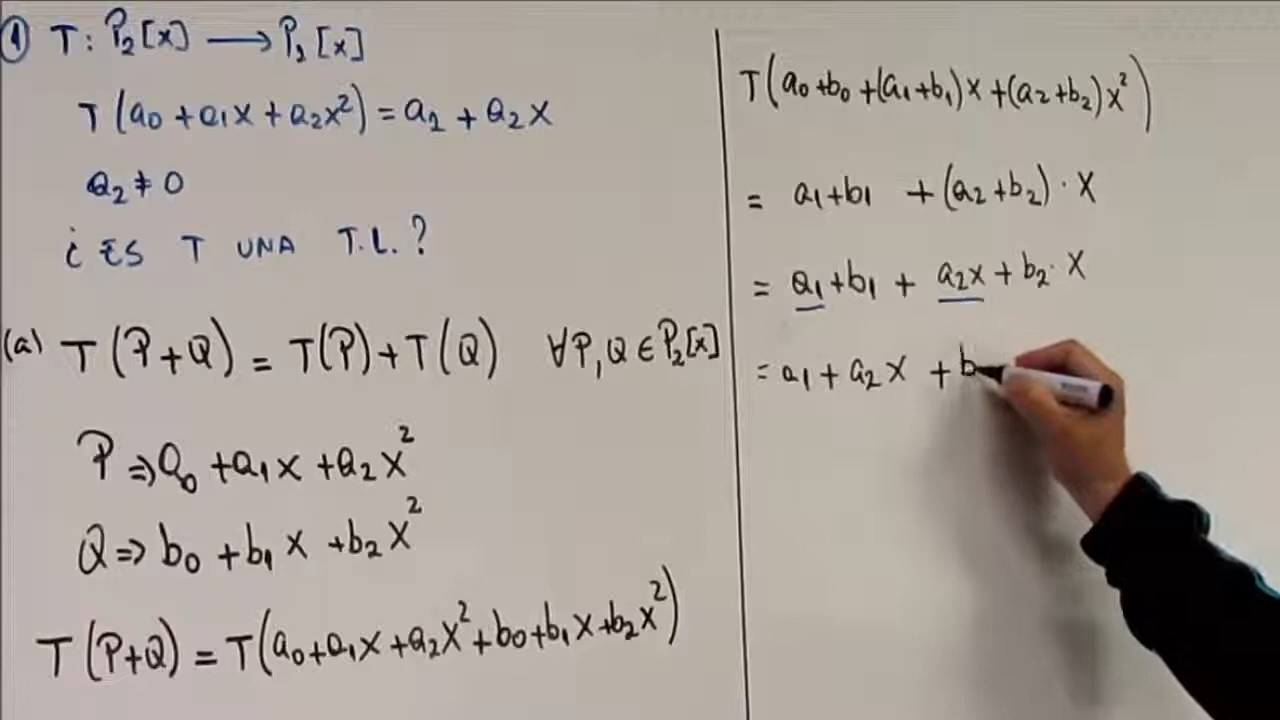 ① T: P₂[x] → P₁[x]
T(a₀ + a₁x + a₂x²) = a₁ + a₂x
a₂ ≠ 0
¿ ES T UNA T.L.?
(a) T(P+Q) = T(P)+T(Q) ∀P,Q ∈ P₂[x]
P ⇒ a₀ + a₁x + a₂x²
Q ⇒ b₀ + b₁x + b₂x²
T(P+Q) = T(a₀+a₁x+a₂x²+b₀+b₁x+b₂x²)
T(a₀+b₀+(a₁+b₁)x+(a₂+b₂)x²)
= a₁+b₁ + (a₂+b₂)·x
= a₁+b₁ + a₂x + b₂·x
= a₁ + a₂x + b